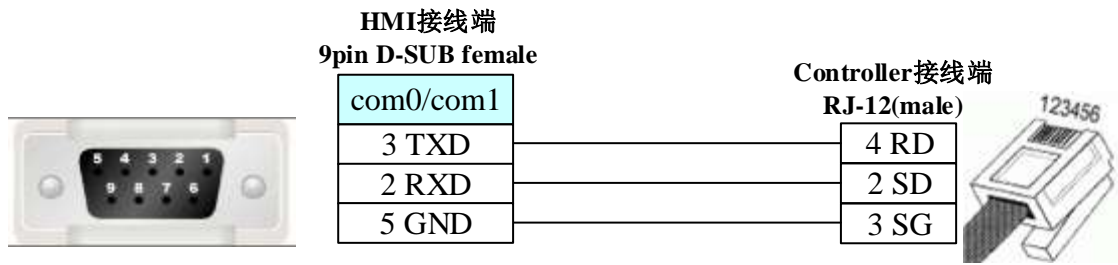 HMI接线端
9pin D-SUB female
com0/com1
3 TXD
2 RXD
5 GND
Controller接线端
RJ-12(male)
4 RD
2 SD
3 SG
123456
5 4 3 2 1
9 8 7 6